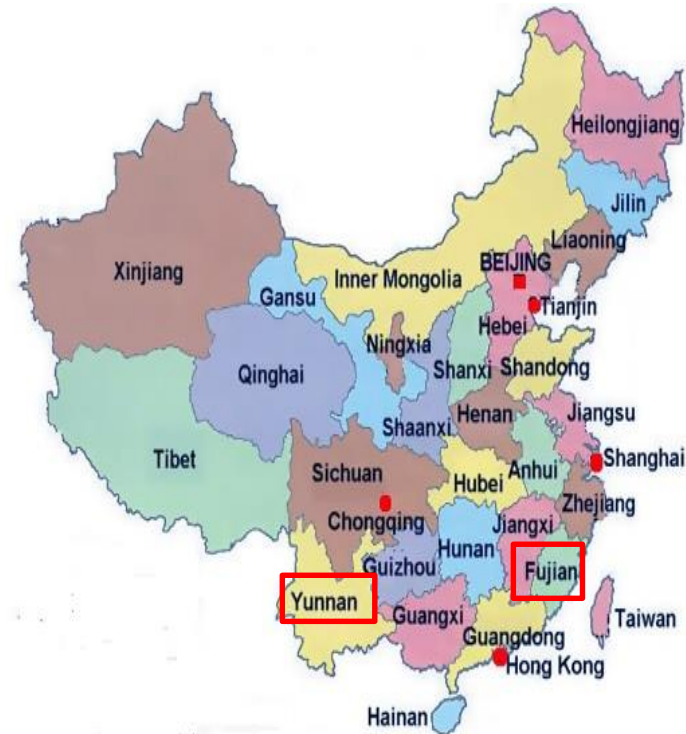 Heilongjiang
Jilin
Liaoning
Xinjiang
BEIJING
Inner Mongolia
Gansu
Tianjin
Hebei
Ningxia
Shanxi
Shandong
Qinghai
Henan
Jiangsu
Shaanxi
Tibet
Shanghai
Sichuan
Anhui
Hubei
Zhejiang
Chongqing
Jiangxi
Hunan
Guizhou
Fujian
Yunnan
Guangxi
Taiwan
Guangdong
Hong Kong
Hainan